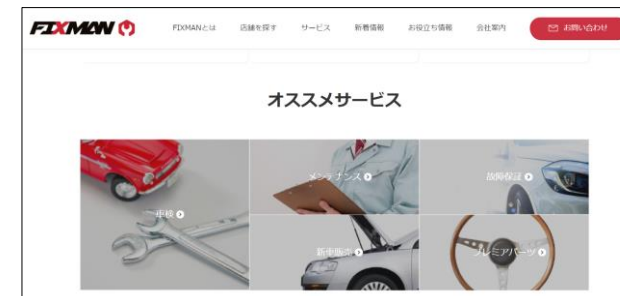 FIXMAN
FIXMANとは
店舗を探す
サービス
新着情報
お役立ち情報
会社案内
お問い合わせ
オススメサービス
車検
メンテナンス
故障保証
新車販売
プレミアパーツ